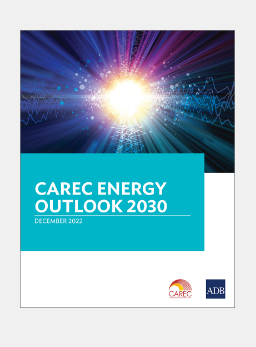 CAREC ENERGY
OUTLOOK 2030
DECEMBER 2022
CAREC
ADB